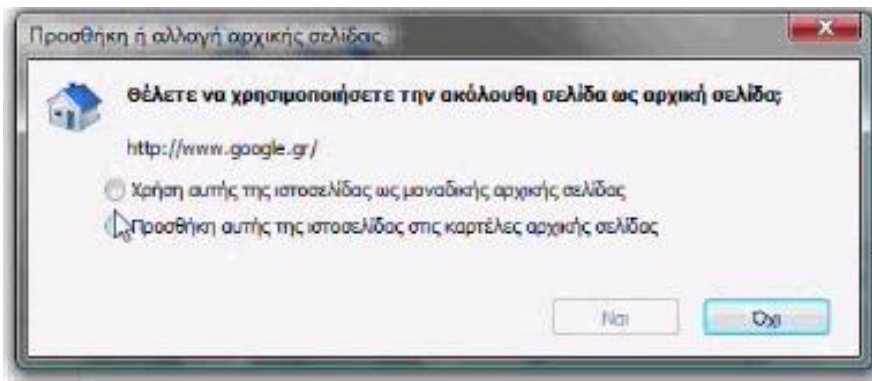 Προσθήκη ή αλλαγή αρχικής σελίδας
Θέλετε να χρησιμοποιήσετε την ακόλουθη σελίδα ως αρχική σελίδα;
http://www.google.gr/
Χρήση αυτής της ιστοσελίδας ως μοναδικής αρχικής σελίδας
Προσθήκη αυτής της ιστοσελίδας στις καρτέλες αρχικής σελίδας
Ναι Όχι